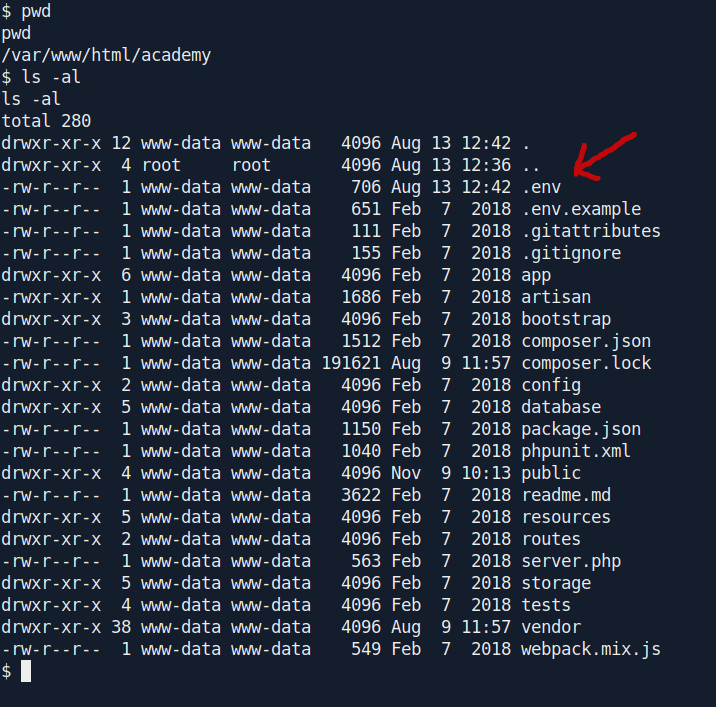 $ pwd
pwd
/var/www/html/academy
$ ls -al
ls -al
total 280
drwxr-xr-x 12 www-data www-data   4096 Aug 13 12:42 .
drwxr-xr-x  4 root     root       4096 Aug 13 12:36 ..
-rw-r--r--  1 www-data www-data    706 Aug 13 12:42 .env
-rw-r--r--  1 www-data www-data    651 Feb  7  2018 .env.example
-rw-r--r--  1 www-data www-data    111 Feb  7  2018 .gitattributes
-rw-r--r--  1 www-data www-data    155 Feb  7  2018 .gitignore
drwxr-xr-x  6 www-data www-data   4096 Feb  7  2018 app
-rw-r--r--  1 www-data www-data   1686 Feb  7  2018 artisan
drwxr-xr-x  3 www-data www-data   4096 Feb  7  2018 bootstrap
-rw-r--r--  1 www-data www-data   1512 Feb  7  2018 composer.json
-rw-r--r--  1 www-data www-data 191621 Aug  9 11:57 composer.lock
drwxr-xr-x  2 www-data www-data   4096 Feb  7  2018 config
drwxr-xr-x  5 www-data www-data   4096 Feb  7  2018 database
-rw-r--r--  1 www-data www-data   1150 Feb  7  2018 package.json
-rw-r--r--  1 www-data www-data   1040 Feb  7  2018 phpunit.xml
drwxr-xr-x  4 www-data www-data   4096 Nov  9 10:13 public
-rw-r--r--  1 www-data www-data   3622 Feb  7  2018 readme.md
drwxr-xr-x  5 www-data www-data   4096 Feb  7  2018 resources
drwxr-xr-x  2 www-data www-data   4096 Feb  7  2018 routes
-rw-r--r--  1 www-data www-data    563 Feb  7  2018 server.php
drwxr-xr-x  5 www-data www-data   4096 Feb  7  2018 storage
drwxr-xr-x  4 www-data www-data   4096 Feb  7  2018 tests
drwxr-xr-x 38 www-data www-data   4096 Aug  9 11:57 vendor
-rw-r--r--  1 www-data www-data    549 Feb  7  2018 webpack.mix.js
$